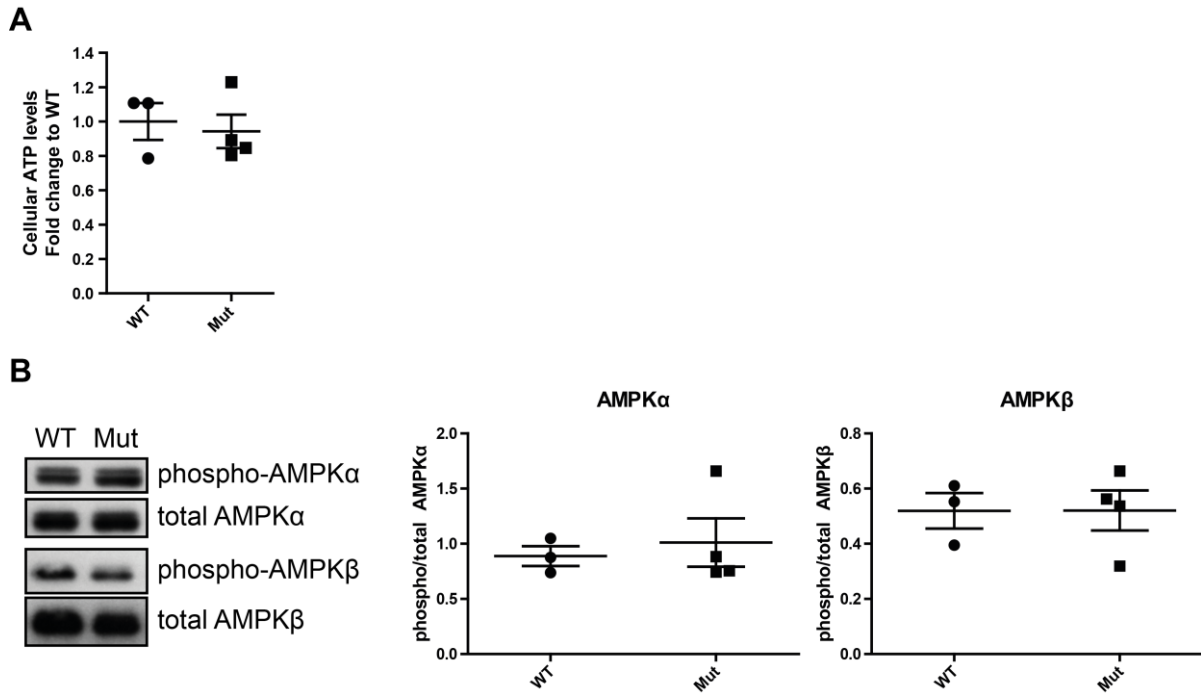 A
Cellular ATP levels
Fold change to WT
1.4
1.2
1.0
0.8
0.6
0.4
0.2
0.0
WT
Mut
B
WT Mut
phospho-AMPKα
total AMPKα
phospho-AMPKβ
total AMPKβ
AMPKα
phospho/total AMPKα
2.0
1.5
1.0
0.5
0.0
WT
Mut
AMPKβ
phospho/total AMPKβ
0.8
0.6
0.4
0.2
0.0
WT
Mut